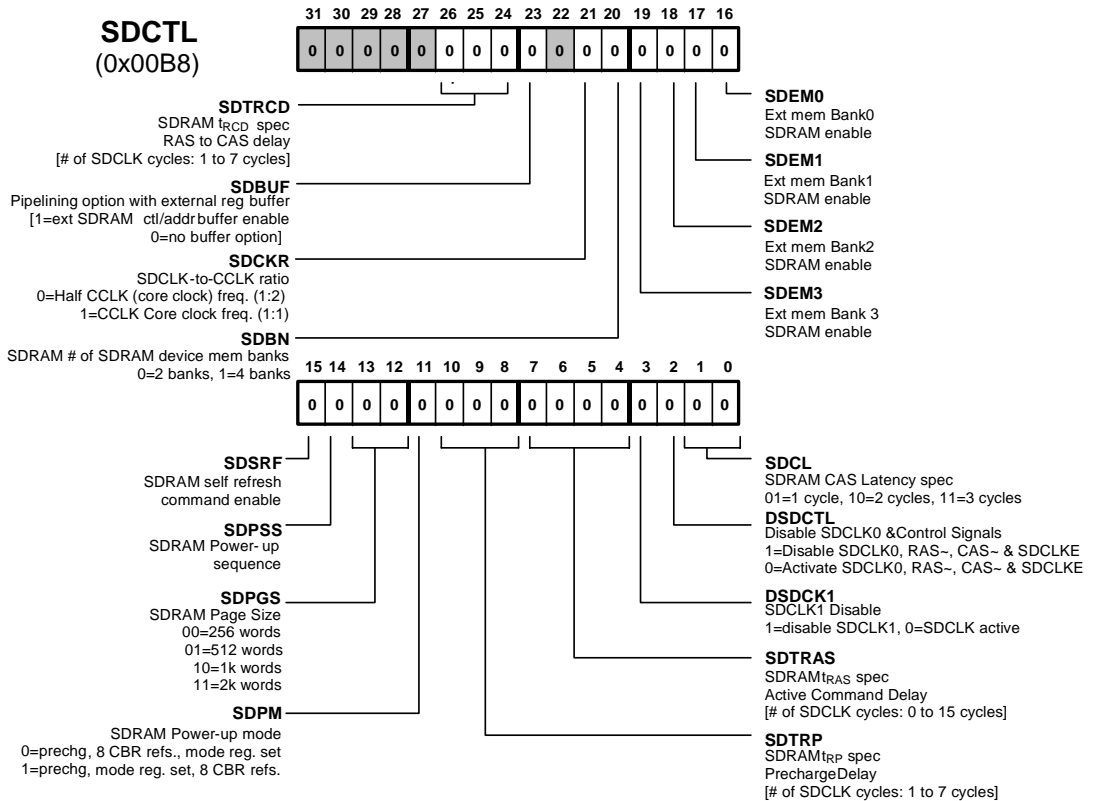 SDCTL
(0x00B8)
31 30 29 28 27 26 25 24 23 22 21 20 19 18 17 16
0 0 0 0 0 0 0 0 0 0 0 0 0 0 0 0
SDTRCD
SDRAM tRCD spec
RAS to CAS delay
[# of SDCLK cycles: 1 to 7 cycles]
SDBUF
Pipelining option with external reg buffer
[1=ext SDRAM ctl/addr buffer enable
0=no buffer option]
SDCKR
SDCLK-to-CCLK ratio
0=Half CCLK (core clock) freq. (1:2)
1=CCLK Core clock freq. (1:1)
SDBN
SDRAM # of SDRAM device mem banks
0=2 banks, 1=4 banks
SDEM0
Ext mem Bank0
SDRAM enable
SDEM1
Ext mem Bank1
SDRAM enable
SDEM2
Ext mem Bank2
SDRAM enable
SDEM3
Ext mem Bank 3
SDRAM enable
15 14 13 12 11 10 9 8 7 6 5 4 3 2 1 0
0 0 0 0 0 0 0 0 0 0 0 0 0 0 0 0
SDSRF
SDRAM self refresh
command enable
SDPSS
SDRAM Power- up
sequence
SDPGS
SDRAM Page Size
00=256 words
01=512 words
10=1k words
11=2k words
SDPM
SDRAM Power-up mode
0=prechg, 8 CBR refs., mode reg. set
1=prechg, mode reg. set, 8 CBR refs.
SDCL
SDRAM CAS Latency spec
01=1 cycle, 10=2 cycles, 11=3 cycles
DSDCTL
Disable SDCLK0 &Control Signals
1=Disable SDCLK0, RAS~, CAS~ & SDCLKE
0=Activate SDCLK0, RAS~, CAS~ & SDCLKE
DSDCK1
SDCLK1 Disable
1=disable SDCLK1, 0=SDCLK active
SDTRAS
SDRAMtRAS spec
Active Command Delay
[# of SDCLK cycles: 0 to 15 cycles]
SDTRP
SDRAMtRP spec
PrechargeDelay
[# of SDCLK cycles: 1 to 7 cycles]